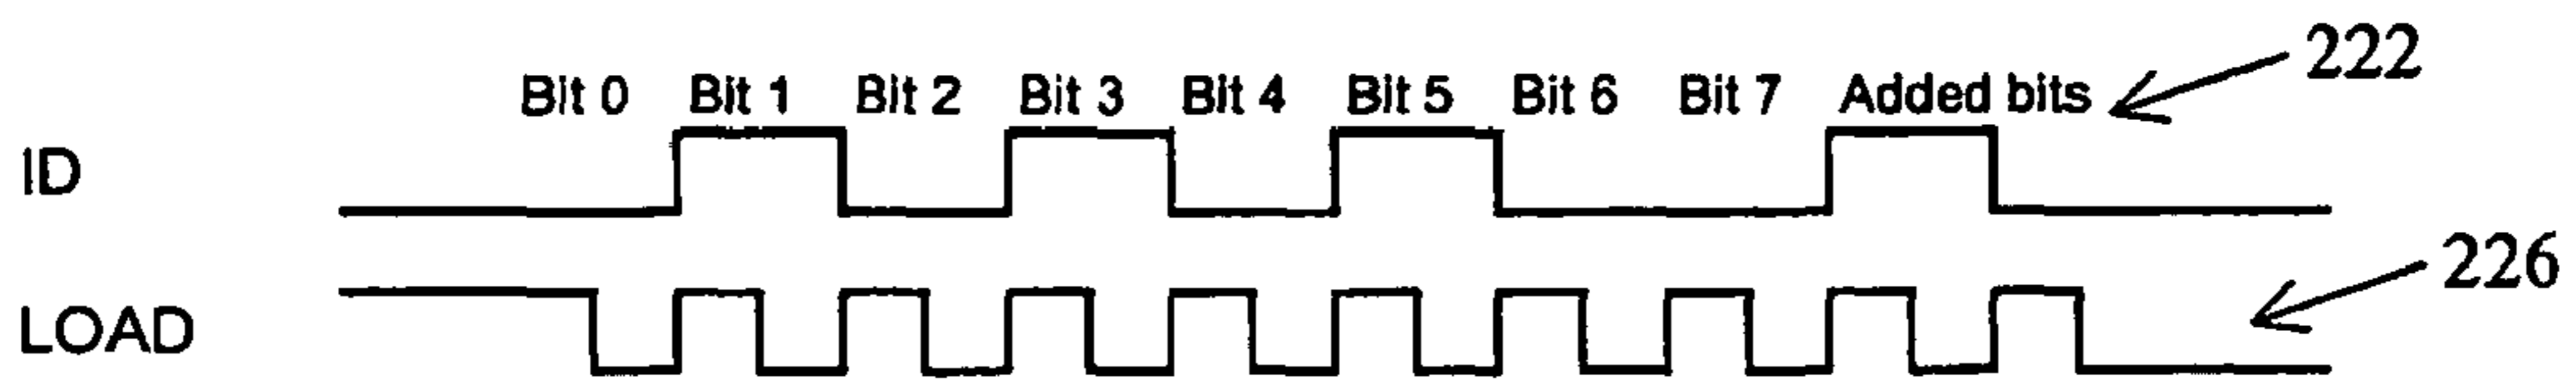 222
Bit 0 Bit 1 Bit 2 Bit 3 Bit 4 Bit 5 Bit 6 Bit 7 Added bits
ID
226
LOAD